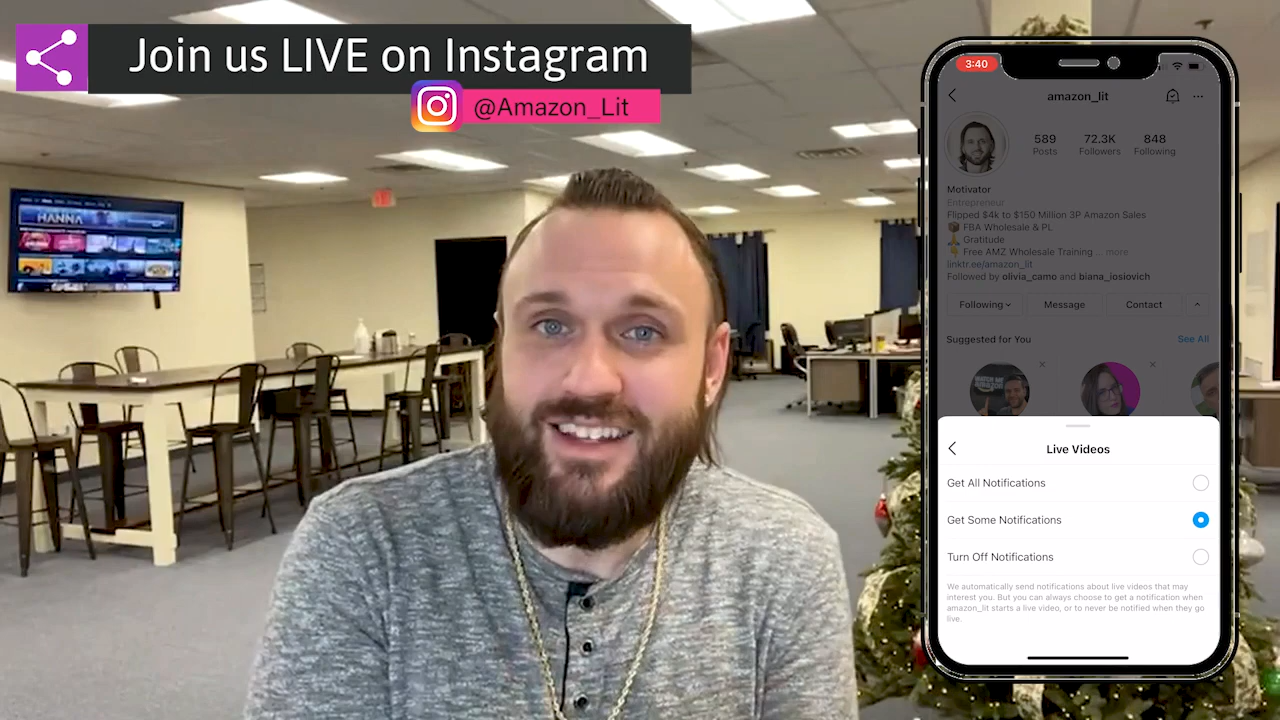 Join us LIVE on Instagram
@Amazon_Lit
HANNA
3:40
amazon_lit
589
72.3K
848
Posts
Followers
Following
Motivator
Entrepreneur
Flipped $4k to $150 Million 3P Amazon Sales
📦 FBA Wholesale & PL
🙏 Gratitude
👇 Free AMZ Wholesale Training ... more
linktr.ee/amazon_lit
Followed by olivia_camo and biana_iosiovich
Following
Message
Contact
Suggested for You
See All
WATCH ME
Live Videos
Get All Notifications
Get Some Notifications
Turn Off Notifications
We automatically send notifications about live videos that may
interest you. But you can always choose to get a notification when
amazon_lit starts a live video, or to never be notified when they go
live.